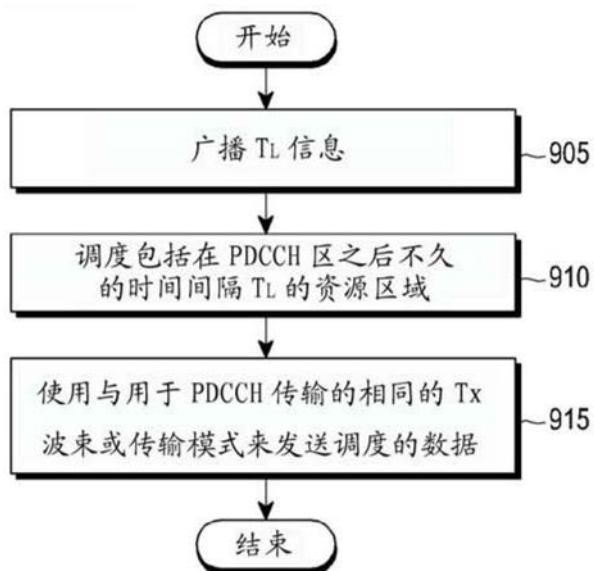 开始
广播 TL 信息
905
调度包括在 PDCCH 区之后不久
的时间间隔 TL 的资源区域
910
使用与用于 PDCCH 传输的相同的 Tx
波束或传输模式来发送调度的数据
915
结束